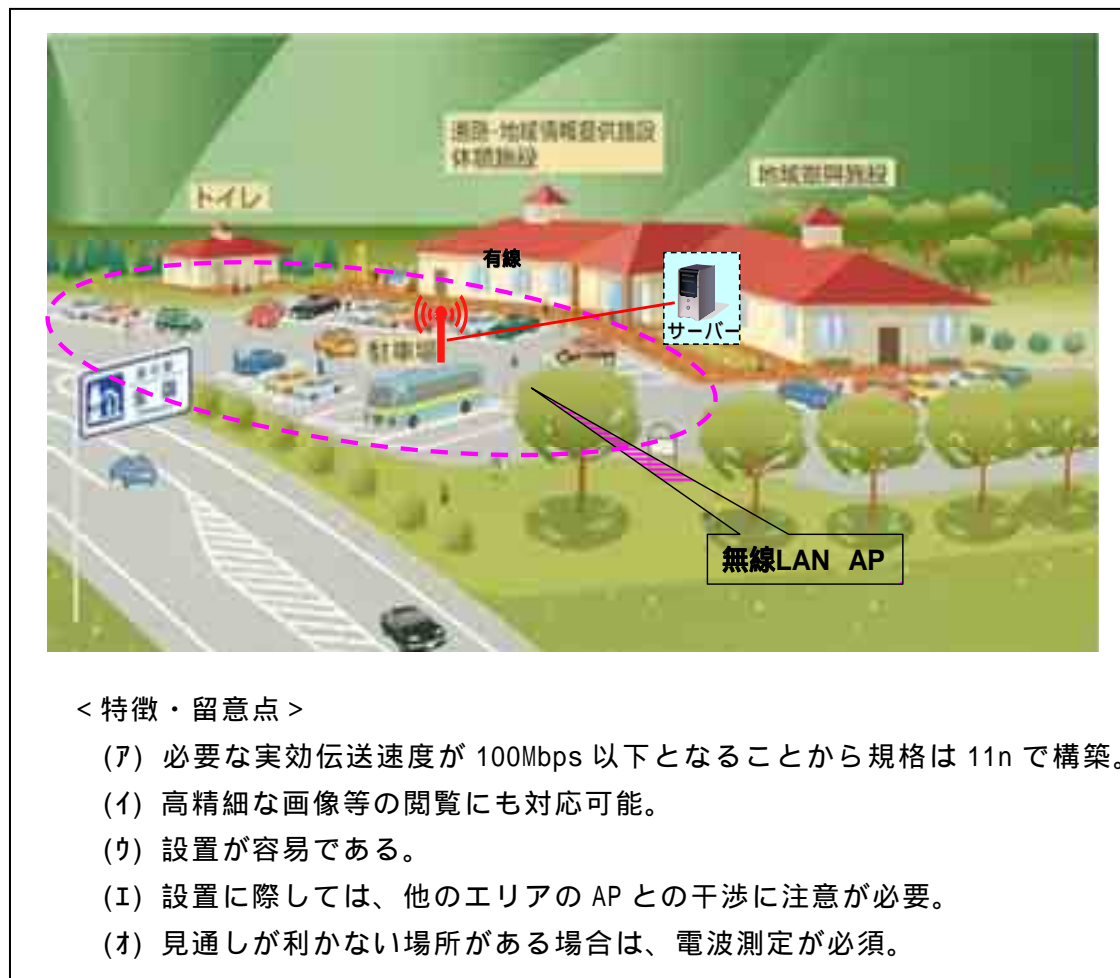 道路・地域情報提供施設
休憩施設
地域振興施設
トイレ
有線
サーバー
駐車場
無線LAN AP
<特徴・留意点>
(ｱ) 必要な実効伝送速度が 100Mbps 以下となることから規格は 11n で構築。
(ｲ) 高精細な画像等の閲覧にも対応可能。
(ｳ) 設置が容易である。
(ｴ) 設置に際しては、他のエリアの AP との干渉に注意が必要。
(ｵ) 見通しが利かない場所がある場合は、電波測定が必須。